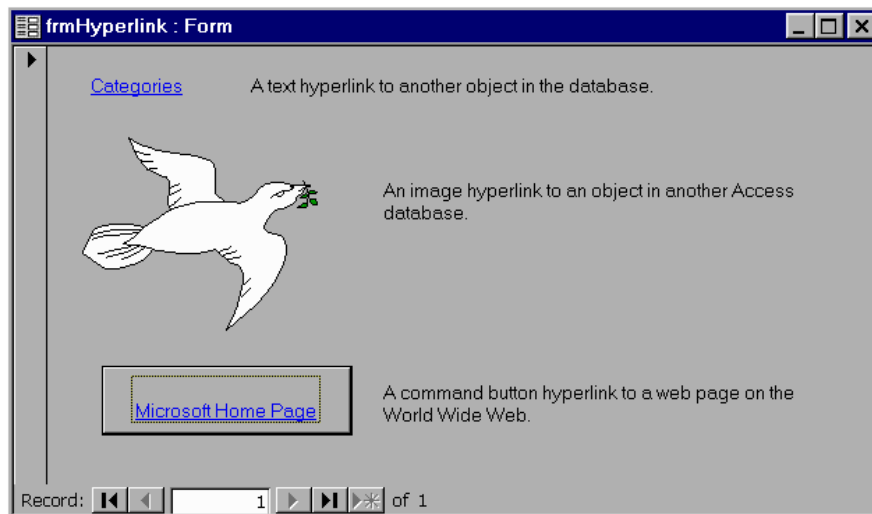 frmHyperlink : Form
Categories A text hyperlink to another object in the database.
An image hyperlink to an object in another Access
database.
Microsoft Home Page
A command button hyperlink to a web page on the
World Wide Web.
Record: 1 of 1